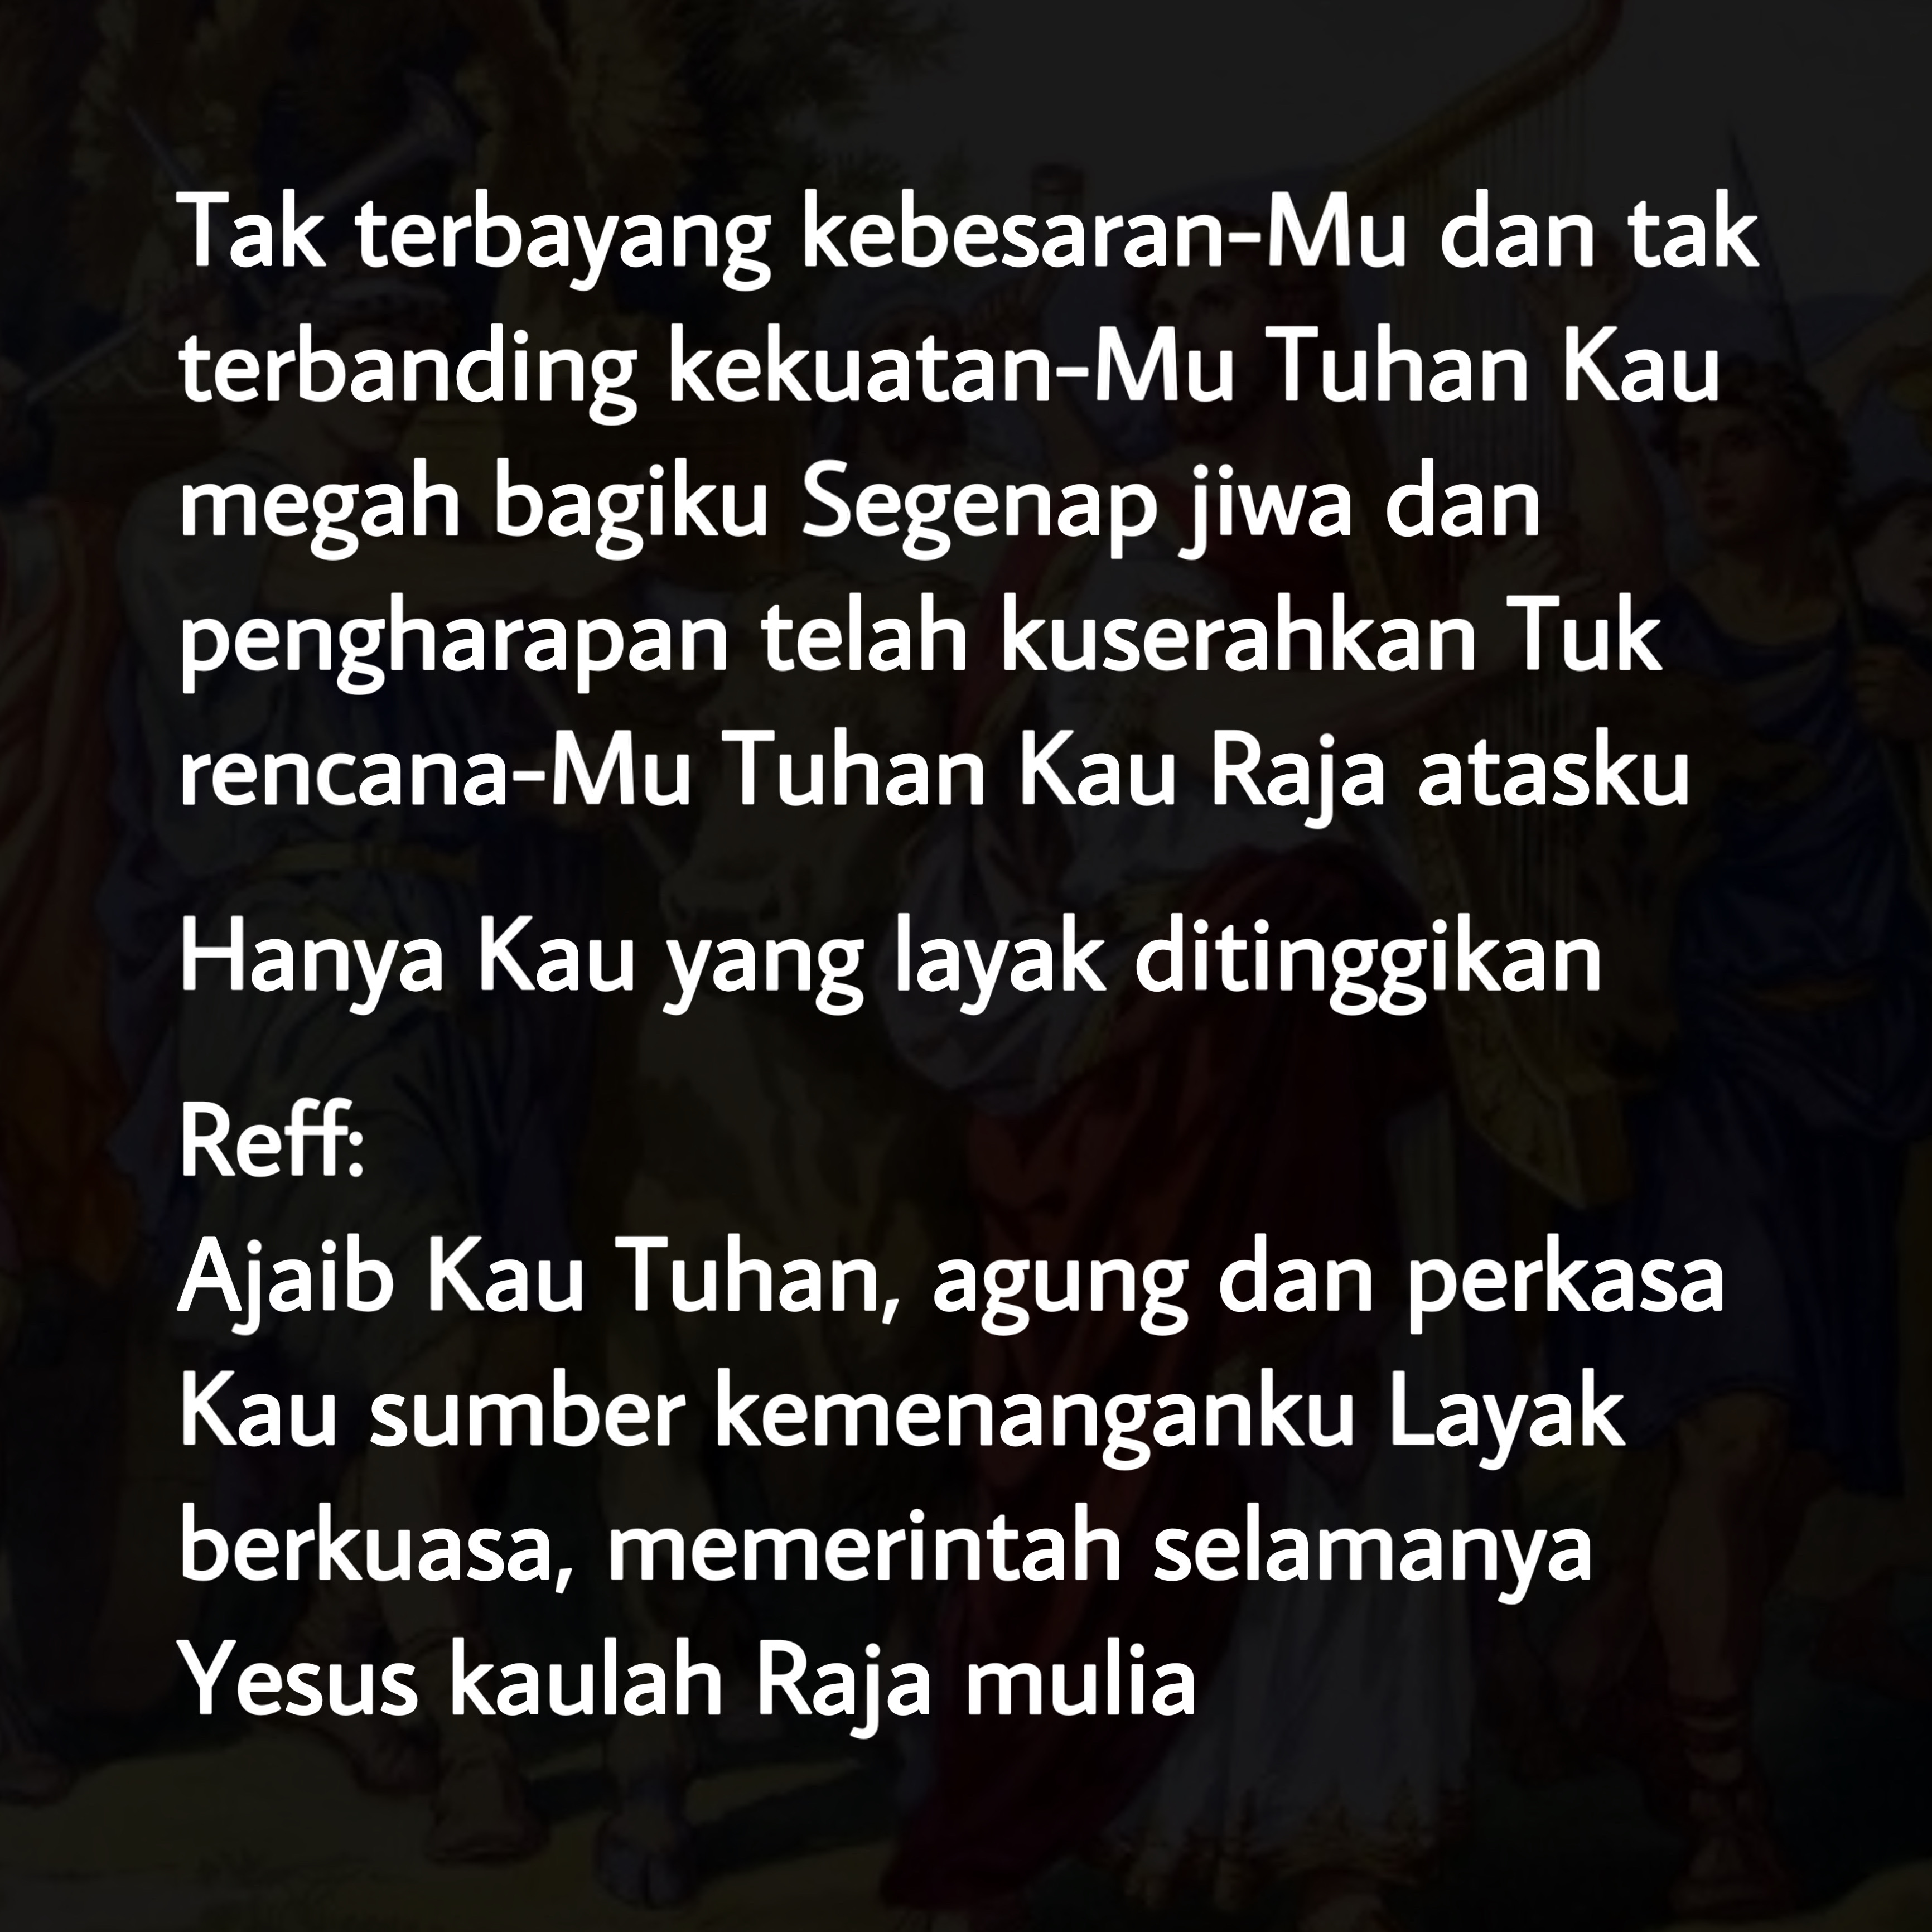 Tak terbayang kebesaran-Mu dan tak
terbanding kekuatan-Mu Tuhan Kau
megah bagiku Segenap jiwa dan
pengharapan telah kuserahkan Tuk
rencana-Mu Tuhan Kau Raja atasku
Hanya Kau yang layak ditinggikan
Reff:
Ajaib Kau Tuhan, agung dan perkasa
Kau sumber kemenanganku Layak
berkuasa, memerintah selamanya
Yesus kaulah Raja mulia